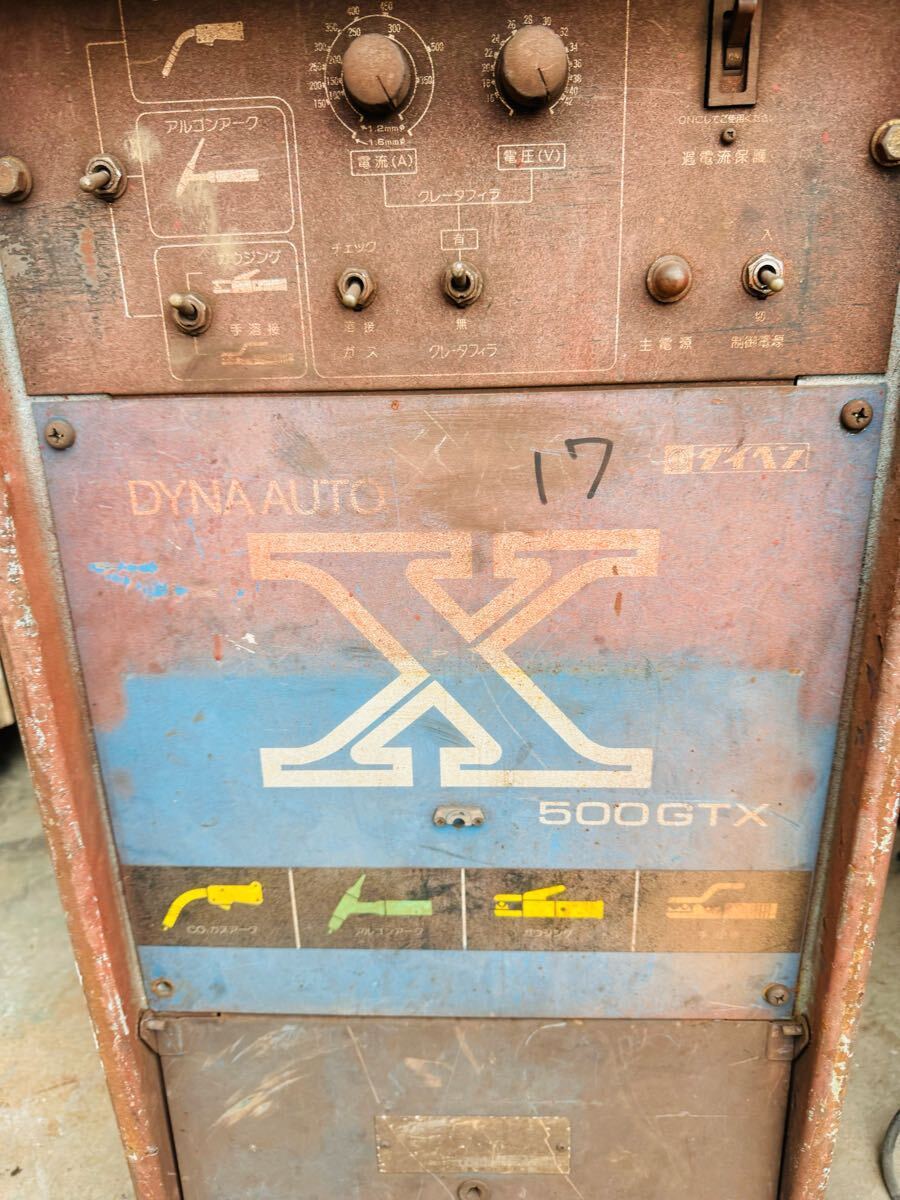 アルゴンアーク
ガウジング
手溶接
1.2mmφ
1.6mmφ
電流(A)
電圧(V)
クレータフィラ
有
無
クレータフィラ
チェック
溶接
ガス
ONにしてご使用ください
過電流保護
入
切
主電源
制御電源
17
ダイヘン
DYNA AUTO
X
500GTX
CO₂ガスアーク
アルゴンアーク
ガウジング